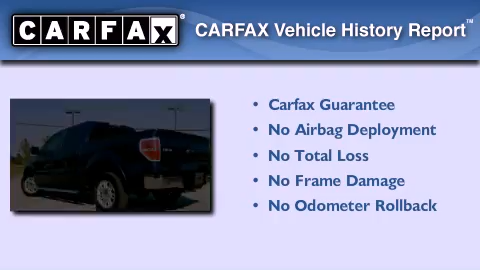 CARFAX®
CARFAX Vehicle History Report™
• Carfax Guarantee
• No Airbag Deployment
• No Total Loss
• No Frame Damage
• No Odometer Rollback